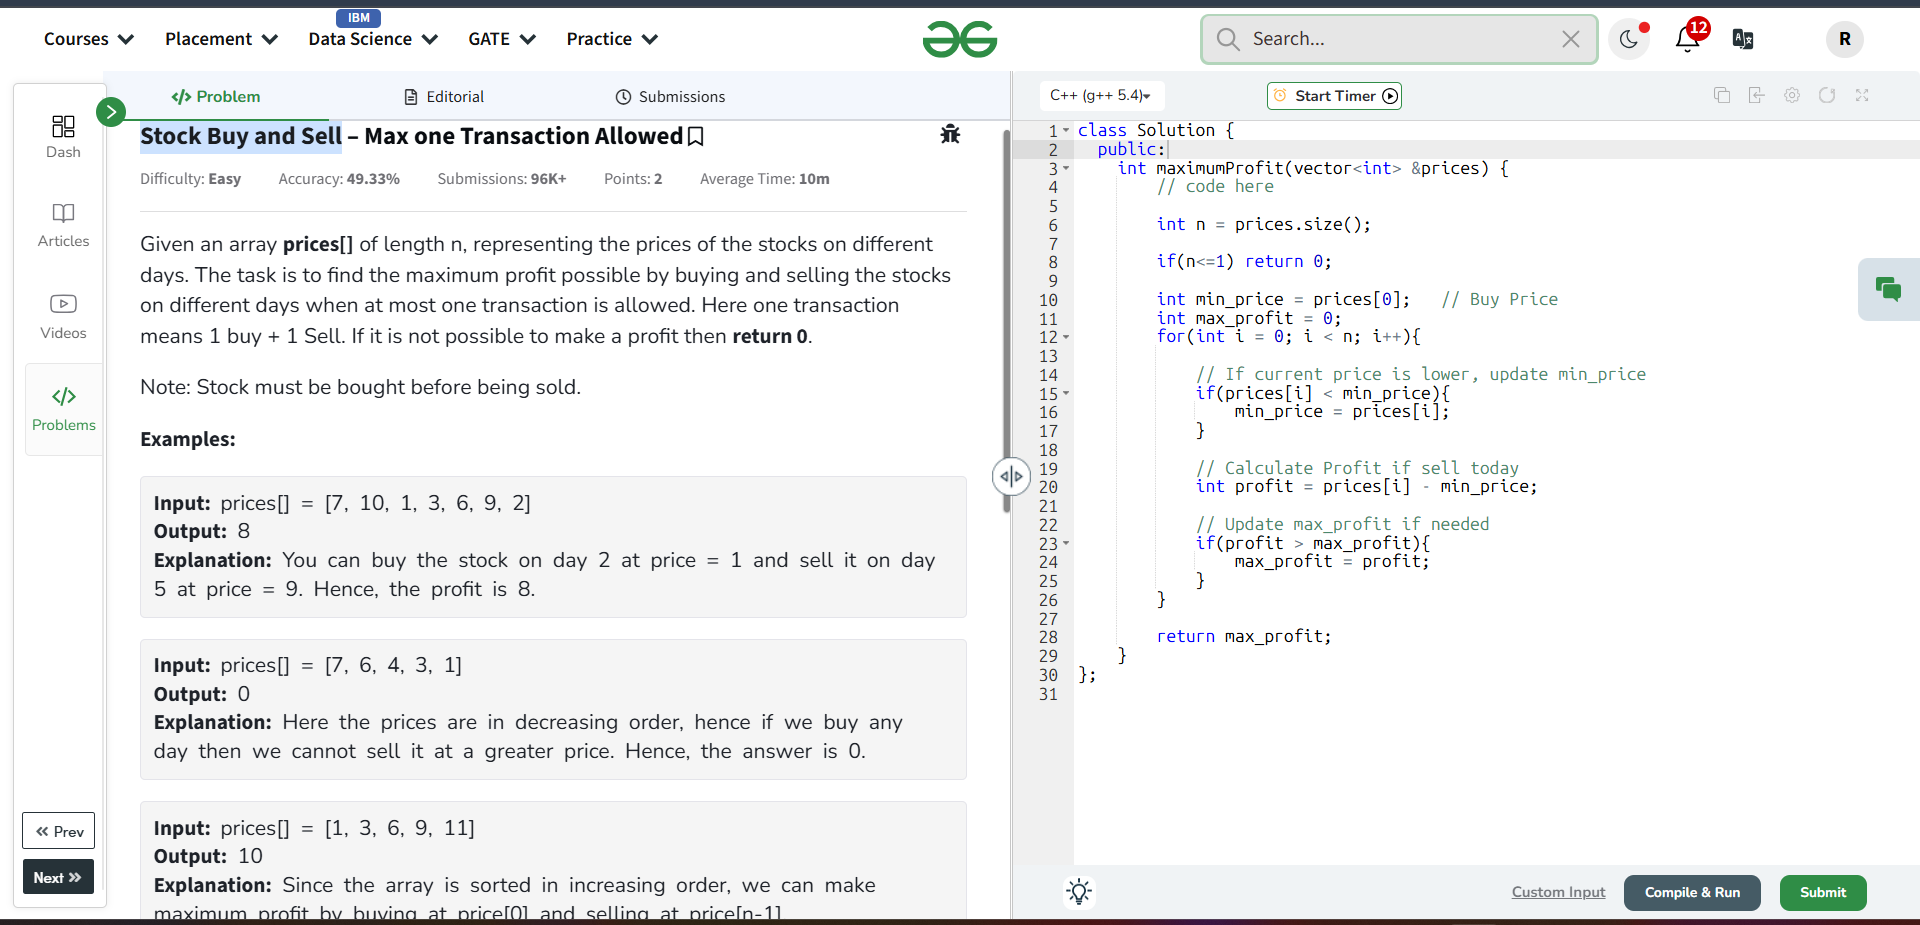 IBM
Courses Placement Data Science GATE Practice
Search...
12
R
Dash
Articles
Videos
Problems
Prev
Next
Problem Editorial Submissions
Stock Buy and Sell – Max one Transaction Allowed
Difficulty: Easy Accuracy: 49.33% Submissions: 96K+ Points: 2 Average Time: 10m
Given an array prices[] of length n, representing the prices of the stocks on different
days. The task is to find the maximum profit possible by buying and selling the stocks
on different days when at most one transaction is allowed. Here one transaction
means 1 buy + 1 Sell. If it is not possible to make a profit then return 0.
Note: Stock must be bought before being sold.
Examples:
Input: prices[] = [7, 10, 1, 3, 6, 9, 2]
Output: 8
Explanation: You can buy the stock on day 2 at price = 1 and sell it on day
5 at price = 9. Hence, the profit is 8.
Input: prices[] = [7, 6, 4, 3, 1]
Output: 0
Explanation: Here the prices are in decreasing order, hence if we buy any
day then we cannot sell it at a greater price. Hence, the answer is 0.
Input: prices[] = [1, 3, 6, 9, 11]
Output: 10
Explanation: Since the array is sorted in increasing order, we can make
maximum profit by buying at price[0] and selling at price[n-1]
C++ (g++ 5.4) Start Timer
1 class Solution {
2 public:
3 int maximumProfit(vector<int> &prices) {
4 // code here
5
6 int n = prices.size();
7
8 if(n<=1) return 0;
9
10 int min_price = prices[0]; // Buy Price
11 int max_profit = 0;
12 for(int i = 0; i < n; i++){
13
14 // If current price is lower, update min_price
15 if(prices[i] < min_price){
16 min_price = prices[i];
17 }
18
19 // Calculate Profit if sell today
20 int profit = prices[i] - min_price;
21
22 // Update max_profit if needed
23 if(profit > max_profit){
24 max_profit = profit;
25 }
26 }
27
28 return max_profit;
29 }
30 };
31
Custom Input Compile & Run Submit